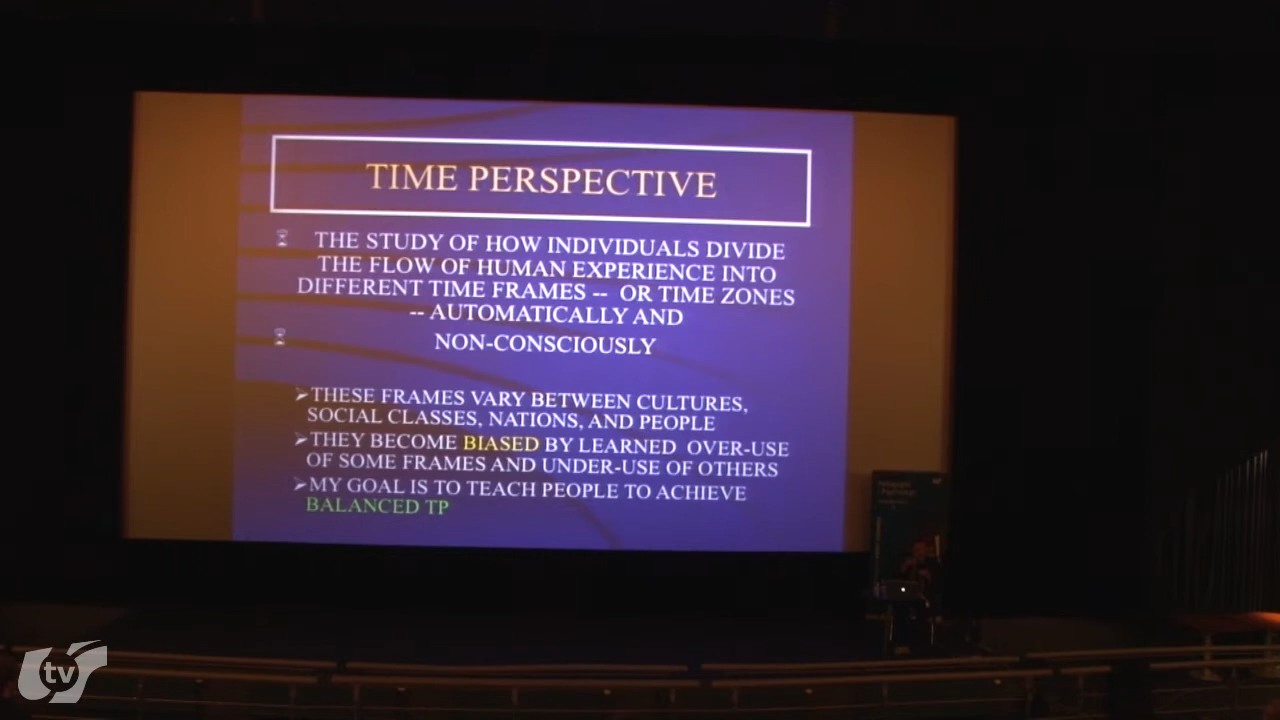 TIME PERSPECTIVE
THE STUDY OF HOW INDIVIDUALS DIVIDE
THE FLOW OF HUMAN EXPERIENCE INTO
DIFFERENT TIME FRAMES -- OR TIME ZONES
-- AUTOMATICALLY AND
NON-CONSCIOUSLY
➢THESE FRAMES VARY BETWEEN CULTURES,
SOCIAL CLASSES, NATIONS, AND PEOPLE
➢THEY BECOME BIASED BY LEARNED OVER-USE
OF SOME FRAMES AND UNDER-USE OF OTHERS
➢MY GOAL IS TO TEACH PEOPLE TO ACHIEVE
BALANCED TP
tv